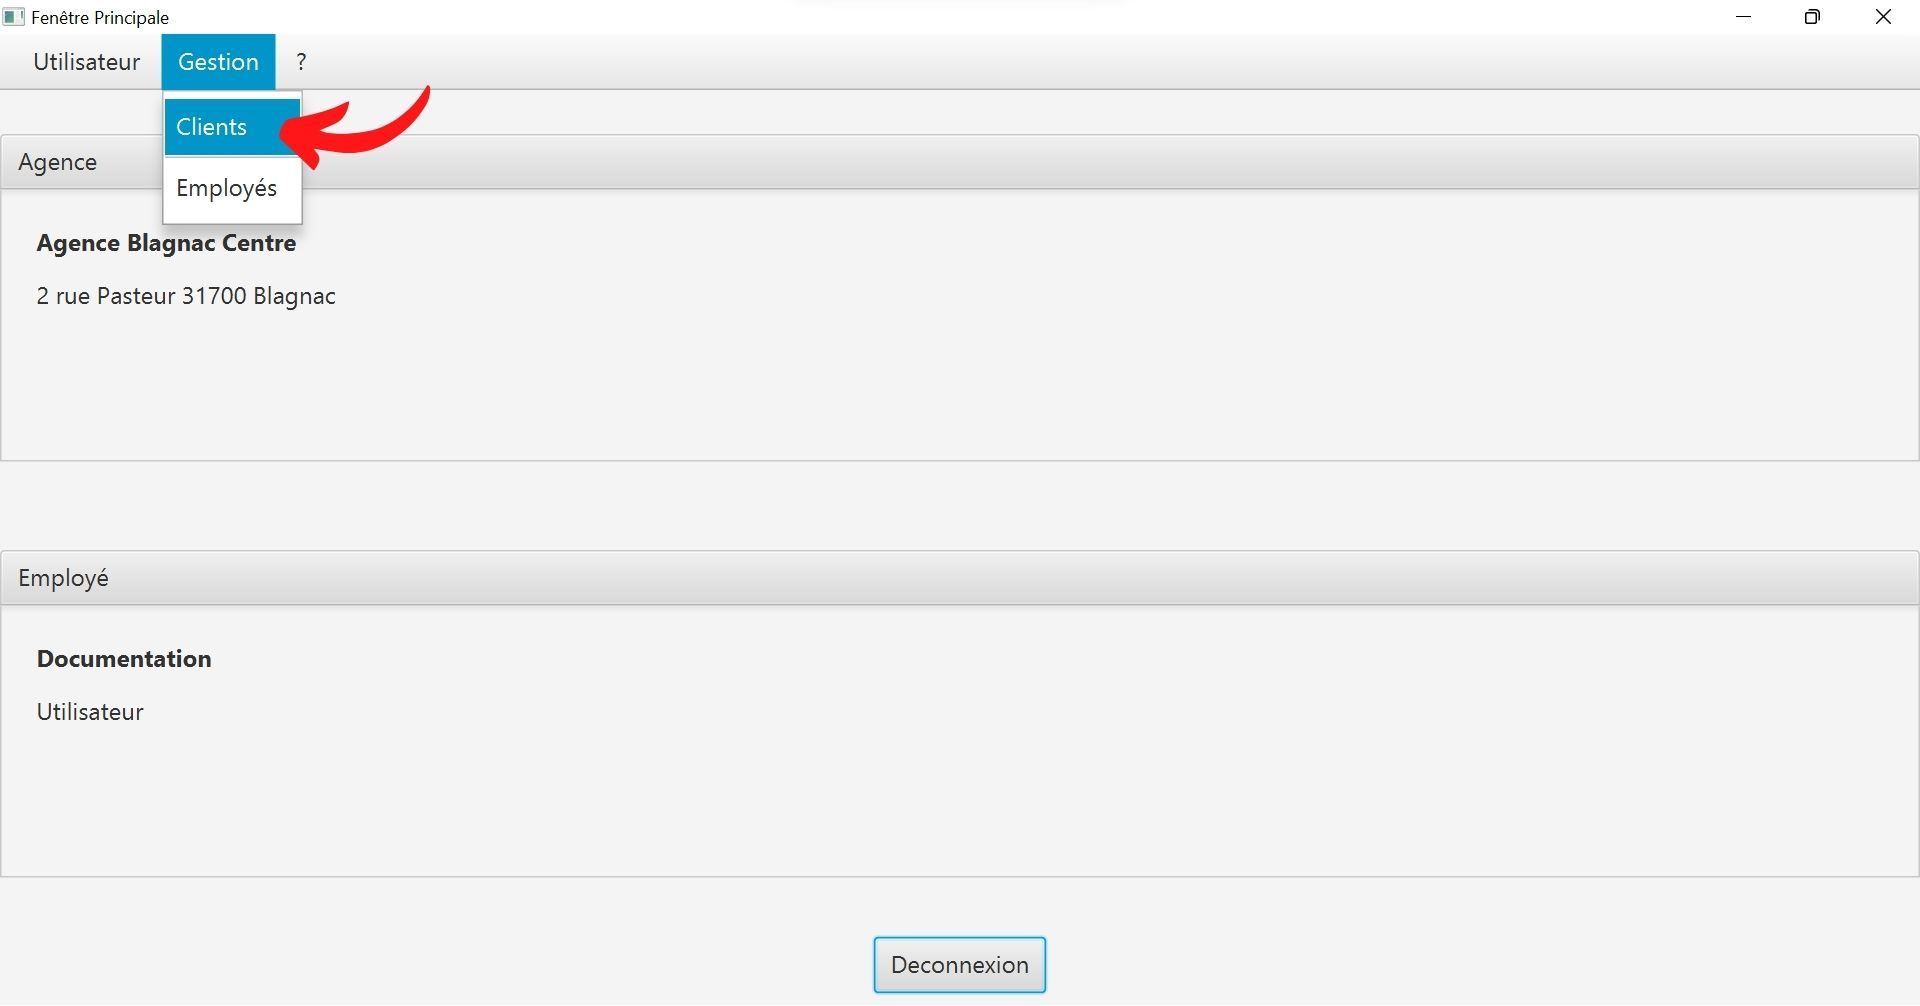 Fenêtre Principale
Utilisateur Gestion ?
Clients
Employés
Agence
Agence Blagnac Centre
2 rue Pasteur 31700 Blagnac
Employé
Documentation
Utilisateur
Deconnexion